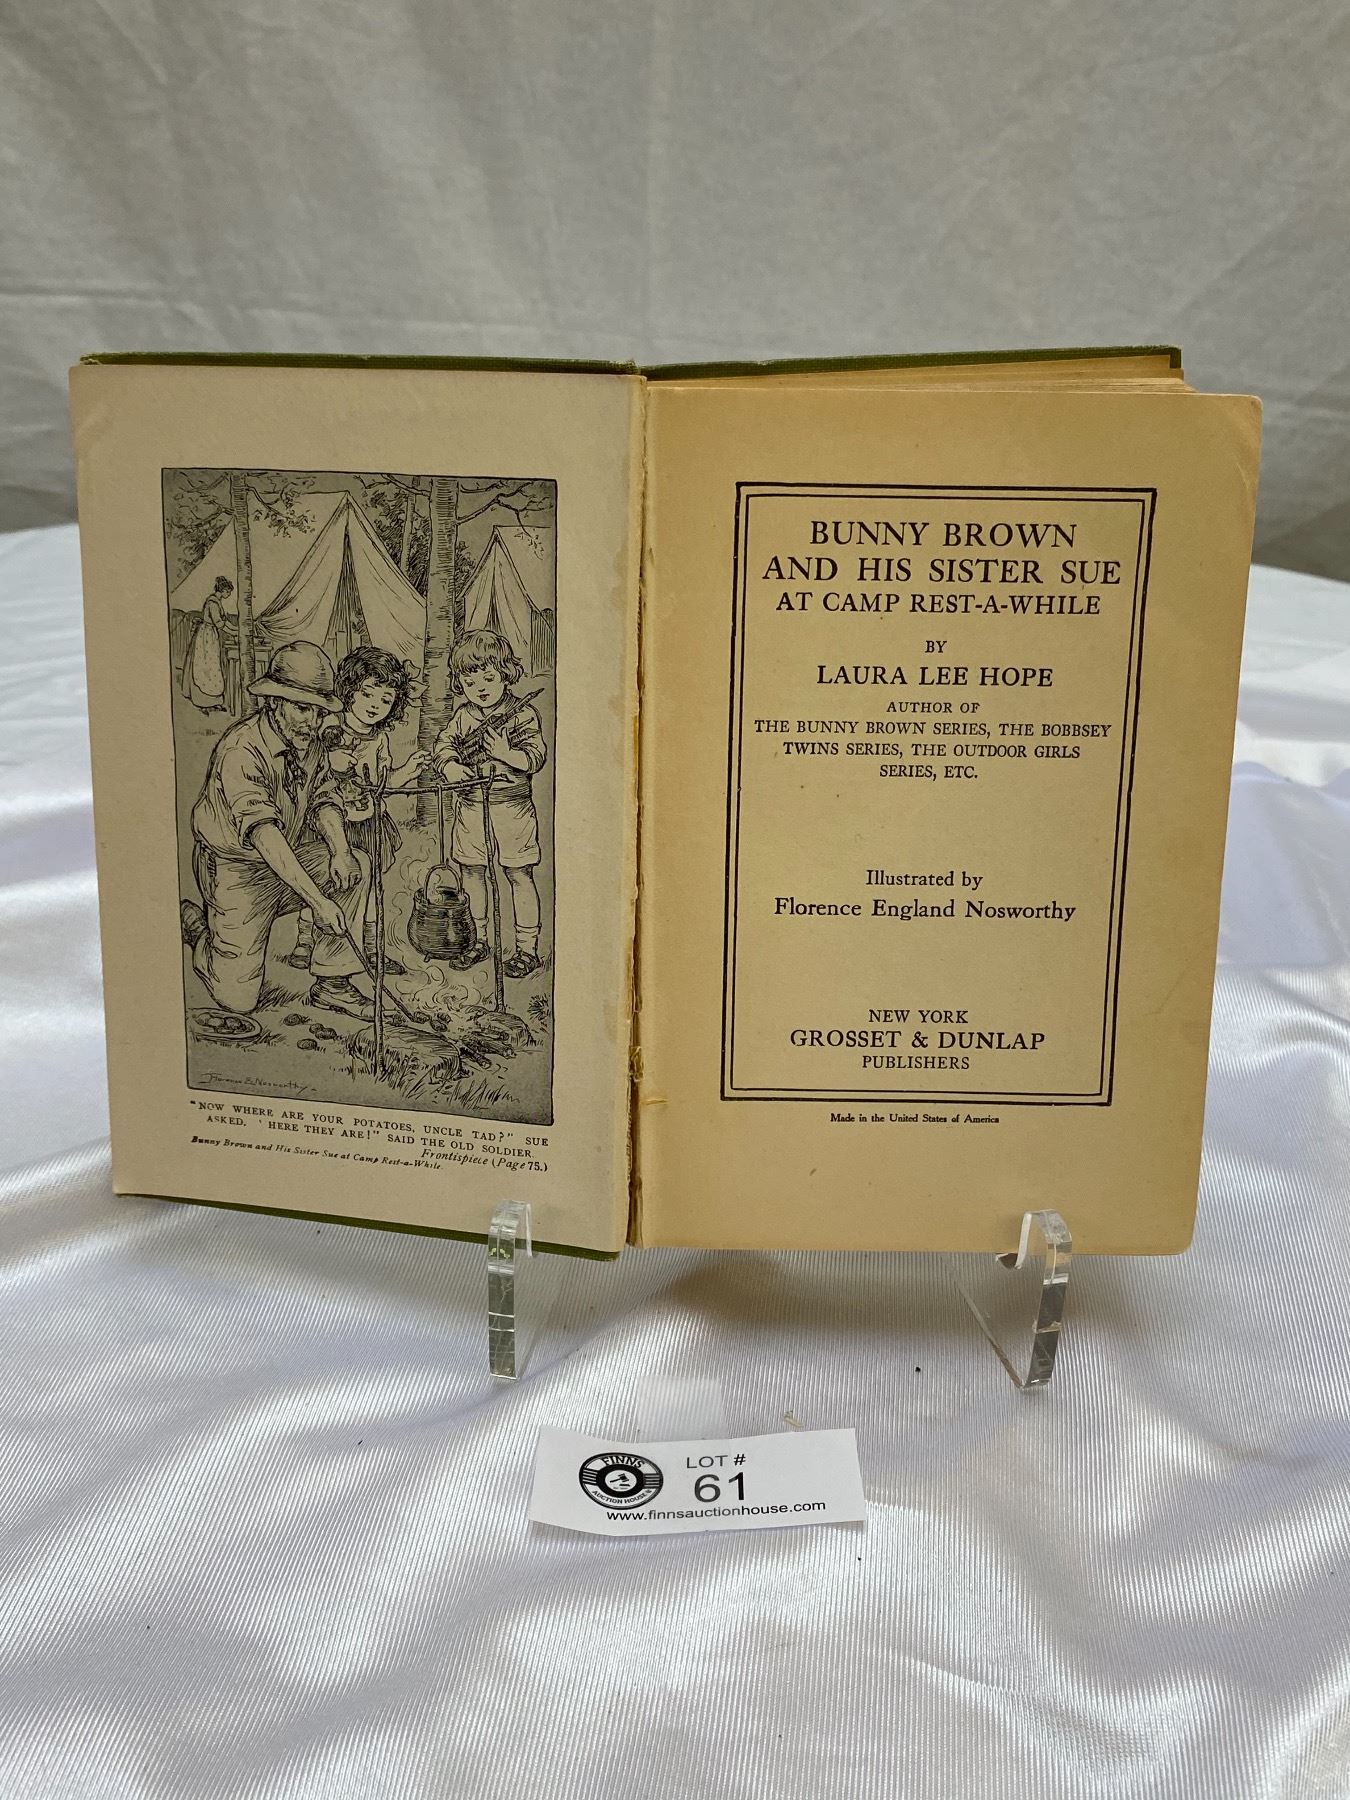 Florence E. Nosworthy
"NOW WHERE ARE YOUR POTATOES, UNCLE TAD?" SUE
ASKED. ' HERE THEY ARE!" SAID THE OLD SOLDIER.
Frontispiece (Page 75.)
Bunny Brown and His Sister Sue at Camp Rest-a-While.
BUNNY BROWN
AND HIS SISTER SUE
AT CAMP REST-A-WHILE
BY
LAURA LEE HOPE
AUTHOR OF
THE BUNNY BROWN SERIES, THE BOBBSEY
TWINS SERIES, THE OUTDOOR GIRLS
SERIES, ETC.
Illustrated by
Florence England Nosworthy
NEW YORK
GROSSET & DUNLAP
PUBLISHERS
Made in the United States of America
FINNS
AUCTION HOUSE
LOT #
61
www.finnsauctionhouse.com